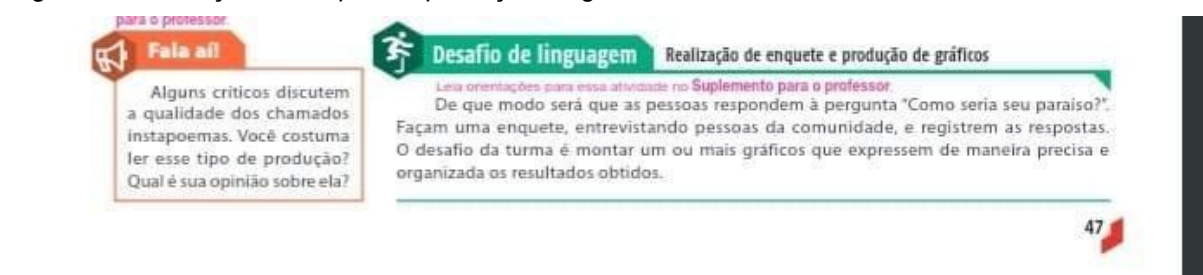 para o professor.
Fala aí!
Alguns críticos discutem
a qualidade dos chamados
instapoemas. Você costuma
ler esse tipo de produção?
Qual é sua opinião sobre ela?
Desafio de linguagem Realização de enquete e produção de gráficos
Leia orientações para essa atividade no Suplemento para o professor.
De que modo será que as pessoas respondem à pergunta "Como seria seu paraíso?".
Façam uma enquete, entrevistando pessoas da comunidade, e registrem as respostas.
O desafio da turma é montar um ou mais gráficos que expressem de maneira precisa e
organizada os resultados obtidos.
47